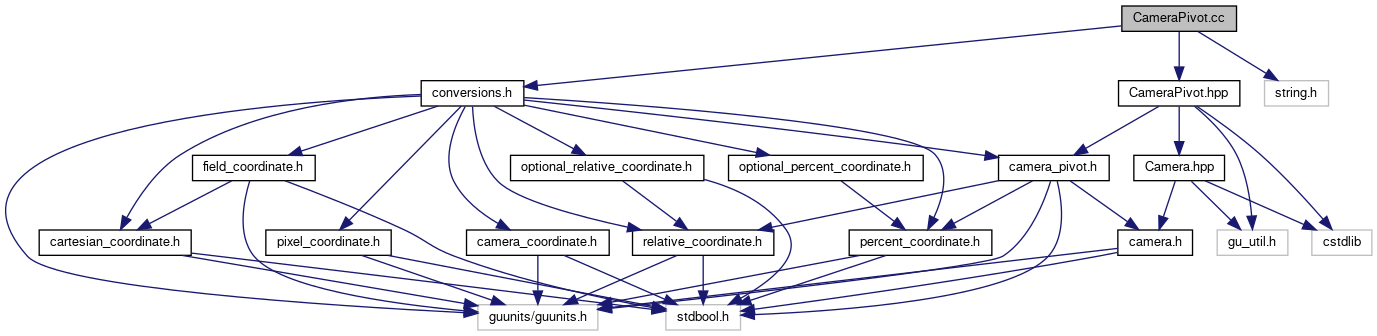 CameraPivot.cc
conversions.h
CameraPivot.hpp
string.h
field_coordinate.h
optional_relative_coordinate.h
optional_percent_coordinate.h
camera_pivot.h
Camera.hpp
cartesian_coordinate.h
pixel_coordinate.h
camera_coordinate.h
relative_coordinate.h
percent_coordinate.h
camera.h
gu_util.h
cstdlib
guunits/guunits.h
stdbool.h